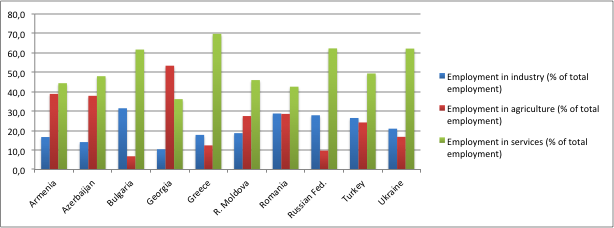 80,0
70,0
60,0
50,0
40,0
30,0
20,0
10,0
0,0
Armenia
Azerbaijan
Bulgaria
Georgia
Greece
R. Moldova
Romania
Russian Fed.
Turkey
Ukraine
Employment in industry (% of total
employment)
Employment in agriculture (% of total
employment)
Employment in services (% of total
employment)